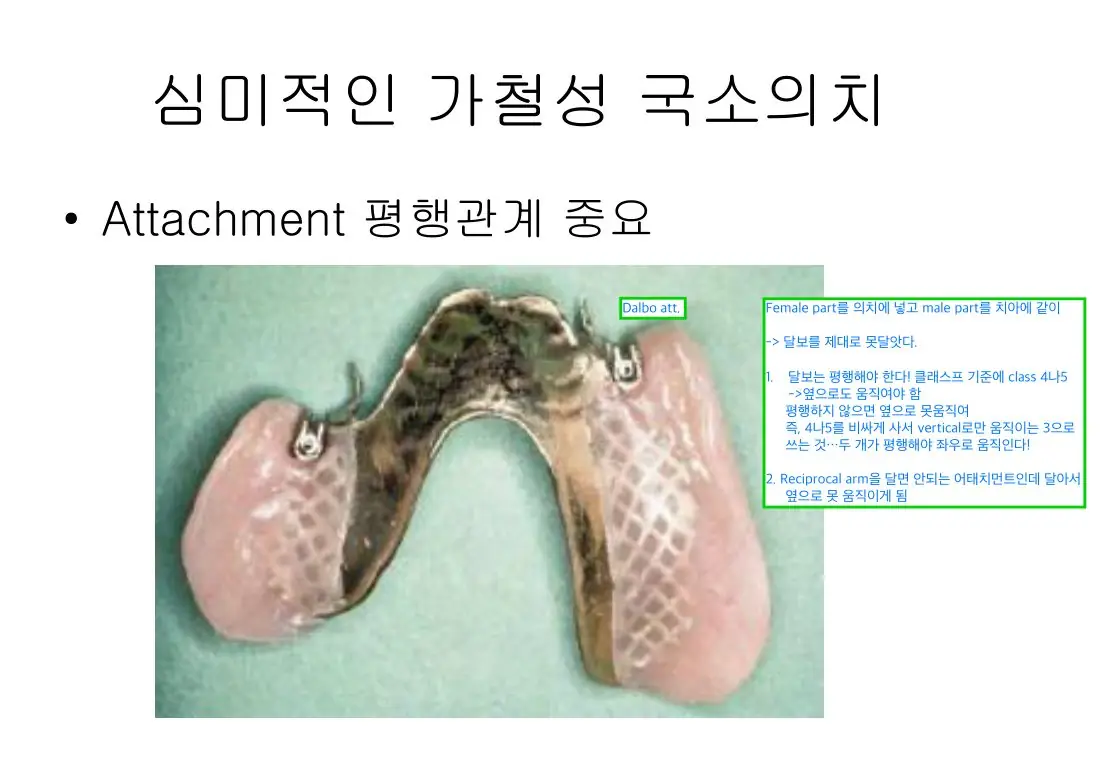 심미적인 가철성 국소의치
• Attachment 평행관계 중요
Dalbo att.
Female part를 의치에 넣고 male part를 치아에 같이
-> 달보를 제대로 못달앗다.
1. 달보는 평행해야 한다! 클래스프 기준에 class 4나5
->옆으로도 움직여야 함
평행하지 않으면 옆으로 못움직여
즉, 4나5를 비싸게 사서 vertical로만 움직이는 3으로
쓰는 것…두 개가 평행해야 좌우로 움직인다!
2. Reciprocal arm을 달면 안되는 어태치먼트인데 달아서
옆으로 못 움직이게 됨